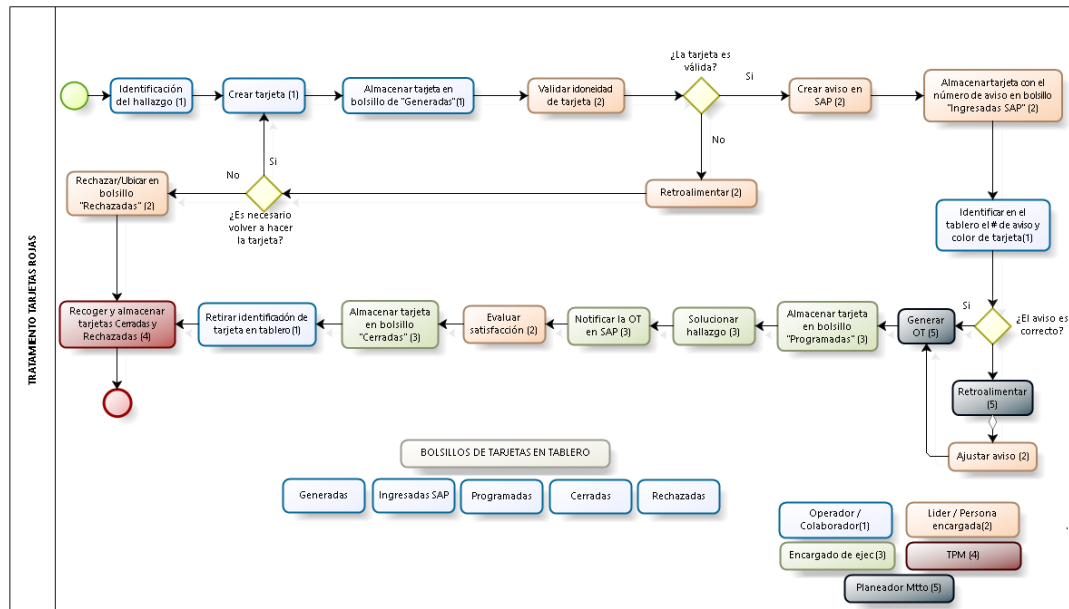 TRATAMIENTO TARJETAS ROJAS
Identificación
del hallazgo (1)
Crear tarjeta (1)
Almacenar tarjeta en
bolsillo de "Generadas"(1)
Validar idoneidad
de tarjeta (2)
¿La tarjeta es
válida?
Si
Crear aviso en
SAP (2)
Almacenar tarjeta con el
número de aviso en bolsillo
"Ingresadas SAP" (2)
No
Retroalimentar (2)
Si
No
¿Es necesario
volver a hacer
la tarjeta?
Rechazar/Ubicar en
bolsillo
"Rechazadas" (2)
Identificar en el
tablero el # de aviso y
color de tarjeta(1)
¿El aviso es
correcto?
Si
Generar
OT (5)
Almacenar tarjeta
en bolsillo
"Programadas" (3)
Solucionar
hallazgo (3)
Notificar la OT
en SAP (3)
Evaluar
satisfacción (2)
Almacenar tarjeta
en bolsillo
"Cerradas" (3)
Retirar identificación de
tarjeta en tablero(1)
Recoger y almacenar
tarjetas Cerradas y
Rechazadas (4)
Retroalimentar
(5)
Ajustar aviso (2)
BOLSILLOS DE TARJETAS EN TABLERO
Generadas
Ingresadas SAP
Programadas
Cerradas
Rechazadas
Operador /
Colaborador(1)
Lider / Persona
encargada(2)
Encargado de ejec(3)
TPM (4)
Planeador Mtto (5)